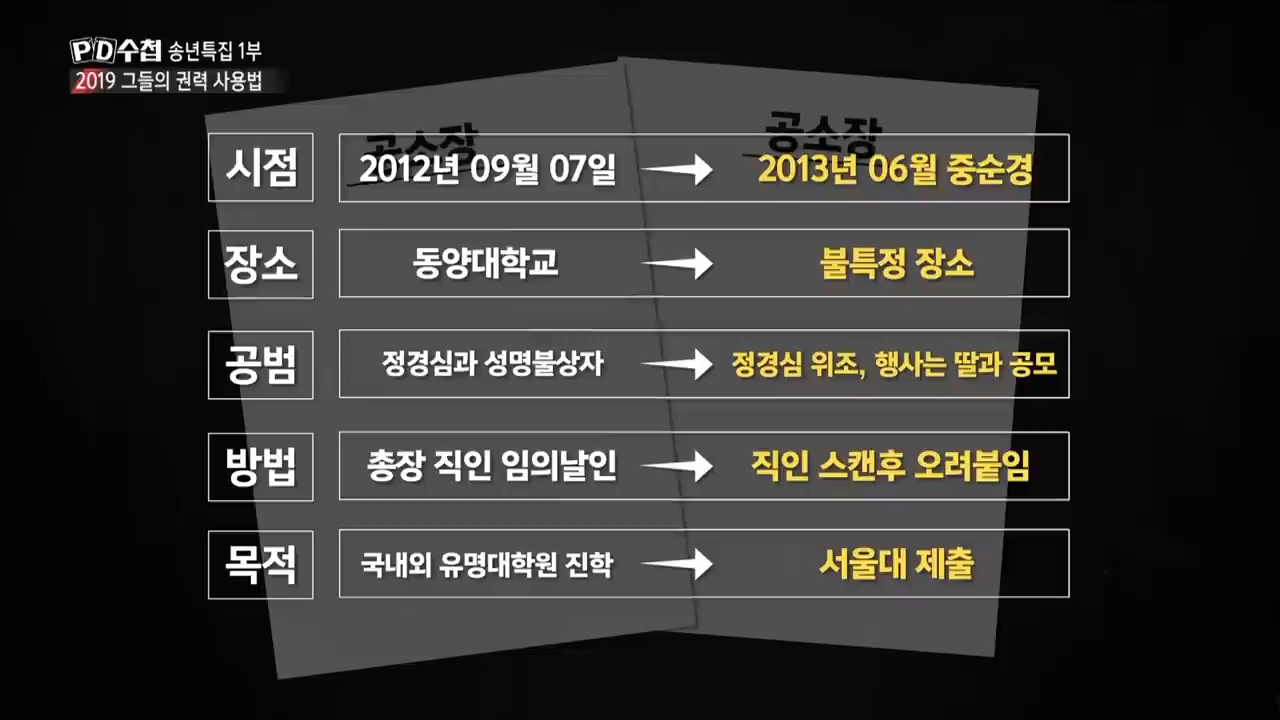 PD수첩 송년특집 1부
2019 그들의 권력 사용법
공소장 공소장
시점 2012년 09월 07일 → 2013년 06월 중순경
장소 동양대학교 → 불특정 장소
공범 정경심과 성명불상자 → 정경심 위조, 행사는 딸과 공모
방법 총장 직인 임의날인 → 직인 스캔후 오려붙임
목적 국내외 유명대학원 진학 → 서울대 제출